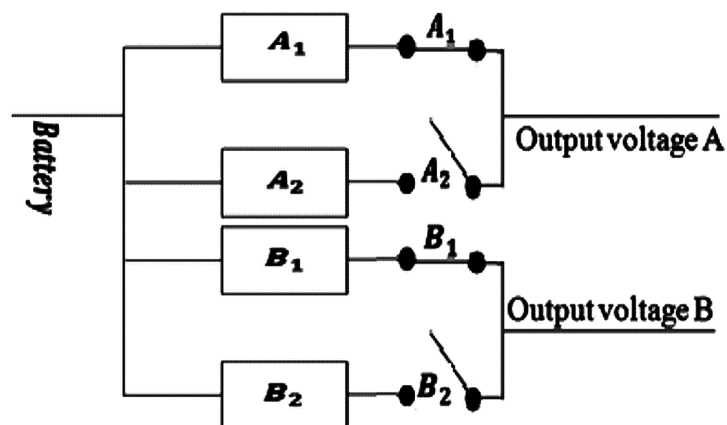 A₁ A₁
Battery
Output voltage A
A₂ A₂
B₁ B₁
Output voltage B
B₂ B₂